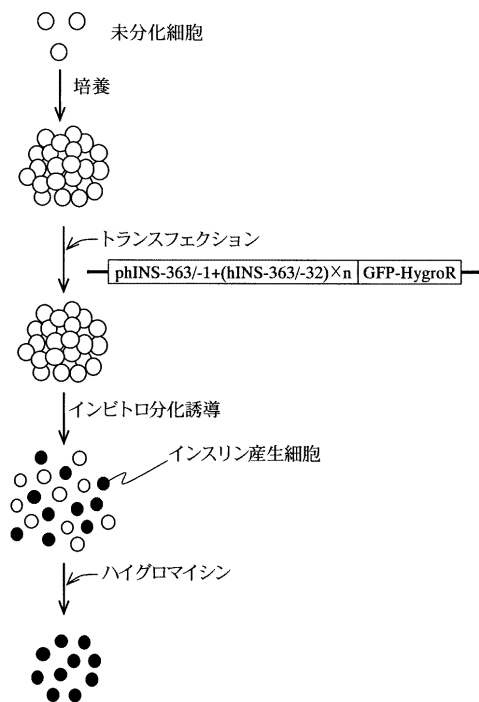 未分化細胞
培養
トランスフェクション
phINS-363/-1+(hINS-363/-32)×n GFP-HygroR
インビトロ分化誘導
インスリン産生細胞
ハイグロマイシン